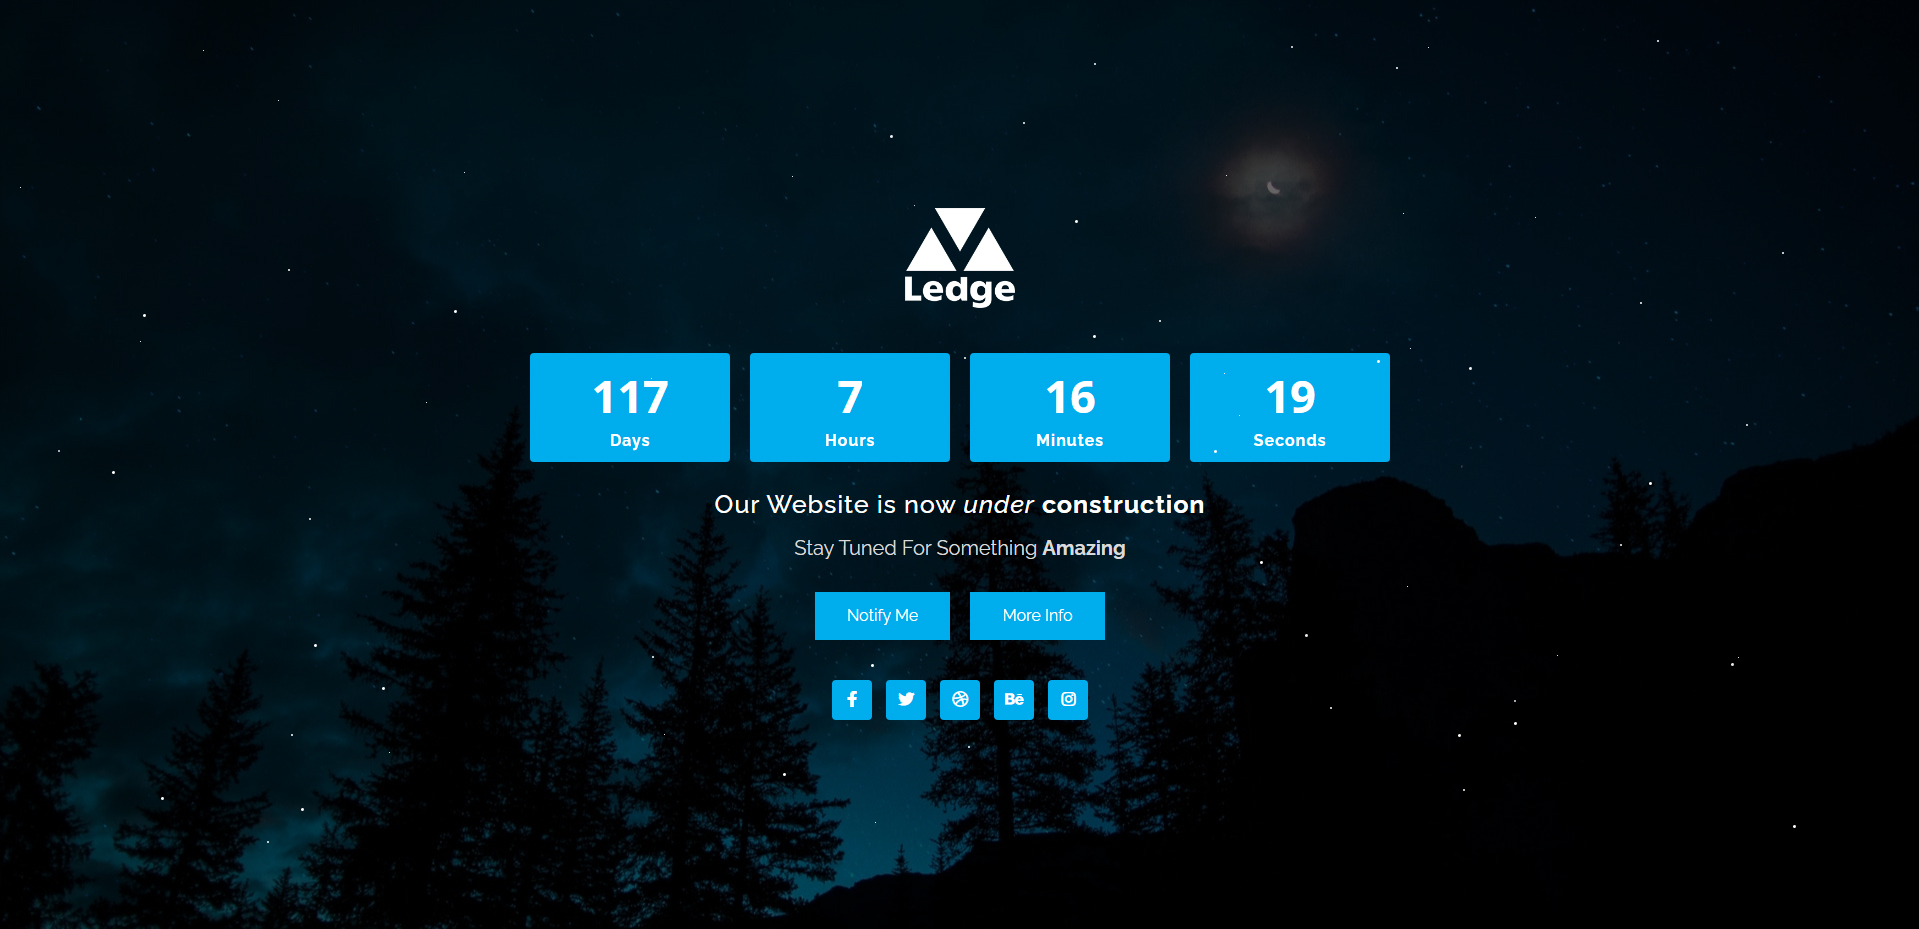 Ledge
117 7 16 19
Days Hours Minutes Seconds
Our Website is now under construction
Stay Tuned For Something Amazing
Notify Me More Info
Bē